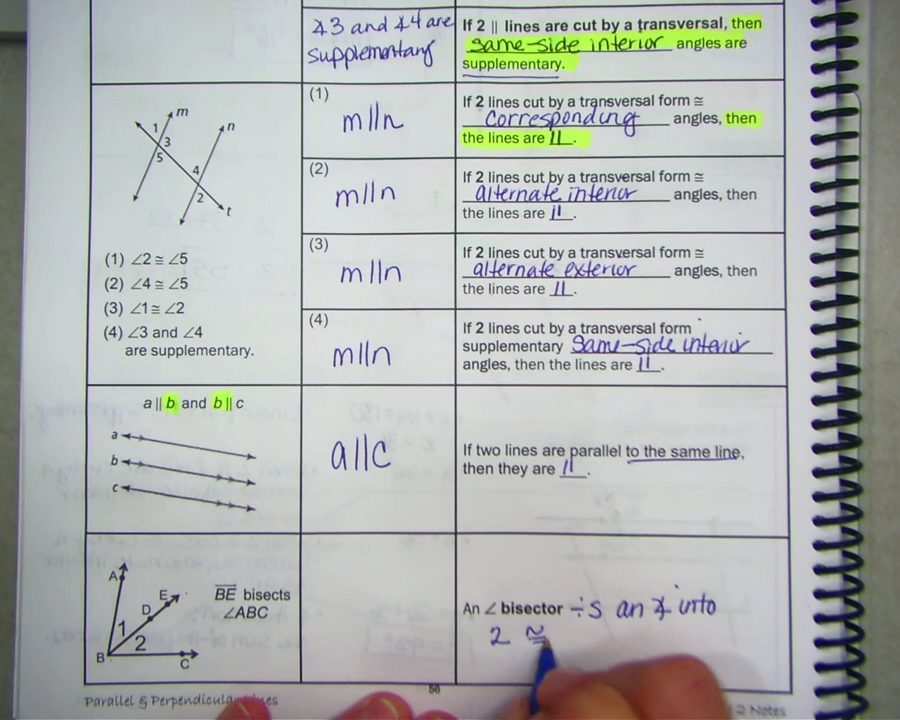 ∡3 and ∡4 are
supplementary
If 2 || lines are cut by a transversal, then
same-side interior angles are
supplementary.
m
n
1
3
5
4
2
t
(1) ∠2 ≅ ∠5
(2) ∠4 ≅ ∠5
(3) ∠1 ≅ ∠2
(4) ∠3 and ∠4
are supplementary.
(1)
m||n
If 2 lines cut by a transversal form ≅
corresponding angles, then
the lines are ||.
(2)
m||n
If 2 lines cut by a transversal form ≅
alternate interior angles, then
the lines are ||.
(3)
m||n
If 2 lines cut by a transversal form ≅
alternate exterior angles, then
the lines are ||.
(4)
m||n
If 2 lines cut by a transversal form
supplementary same-side interior
angles, then the lines are ||.
a || b and b || c
a
b
c
a||c
If two lines are parallel to the same line,
then they are ||.
A
E
D
1
2
B
C
BE bisects
∠ABC
An ∠ bisector ÷s an ∡ into
2 ≅
56
Parallel & Perpendicular
2 Notes